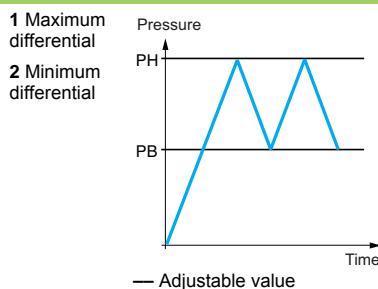 1 Maximum
differential
2 Minimum
differential
Pressure
PH
PB
Time
— Adjustable value